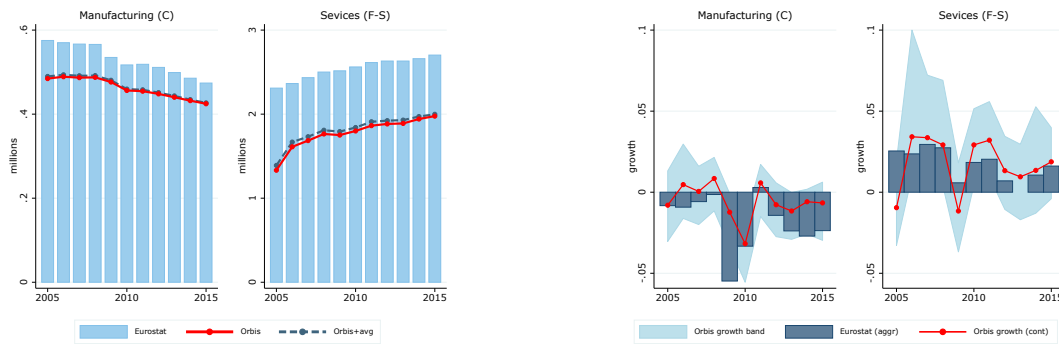 Manufacturing (C)
Sevices (F-S)
millions
0
.2
.4
.6
2005
2010
2015
millions
0
1
2
3
2005
2010
2015
Eurostat
Orbis
Orbis+avg
Manufacturing (C)
Sevices (F-S)
growth
-.05
0
.05
.1
2005
2010
2015
growth
-.05
0
.05
.1
2005
2010
2015
Orbis growth band
Eurostat (aggr)
Orbis growth (cont)